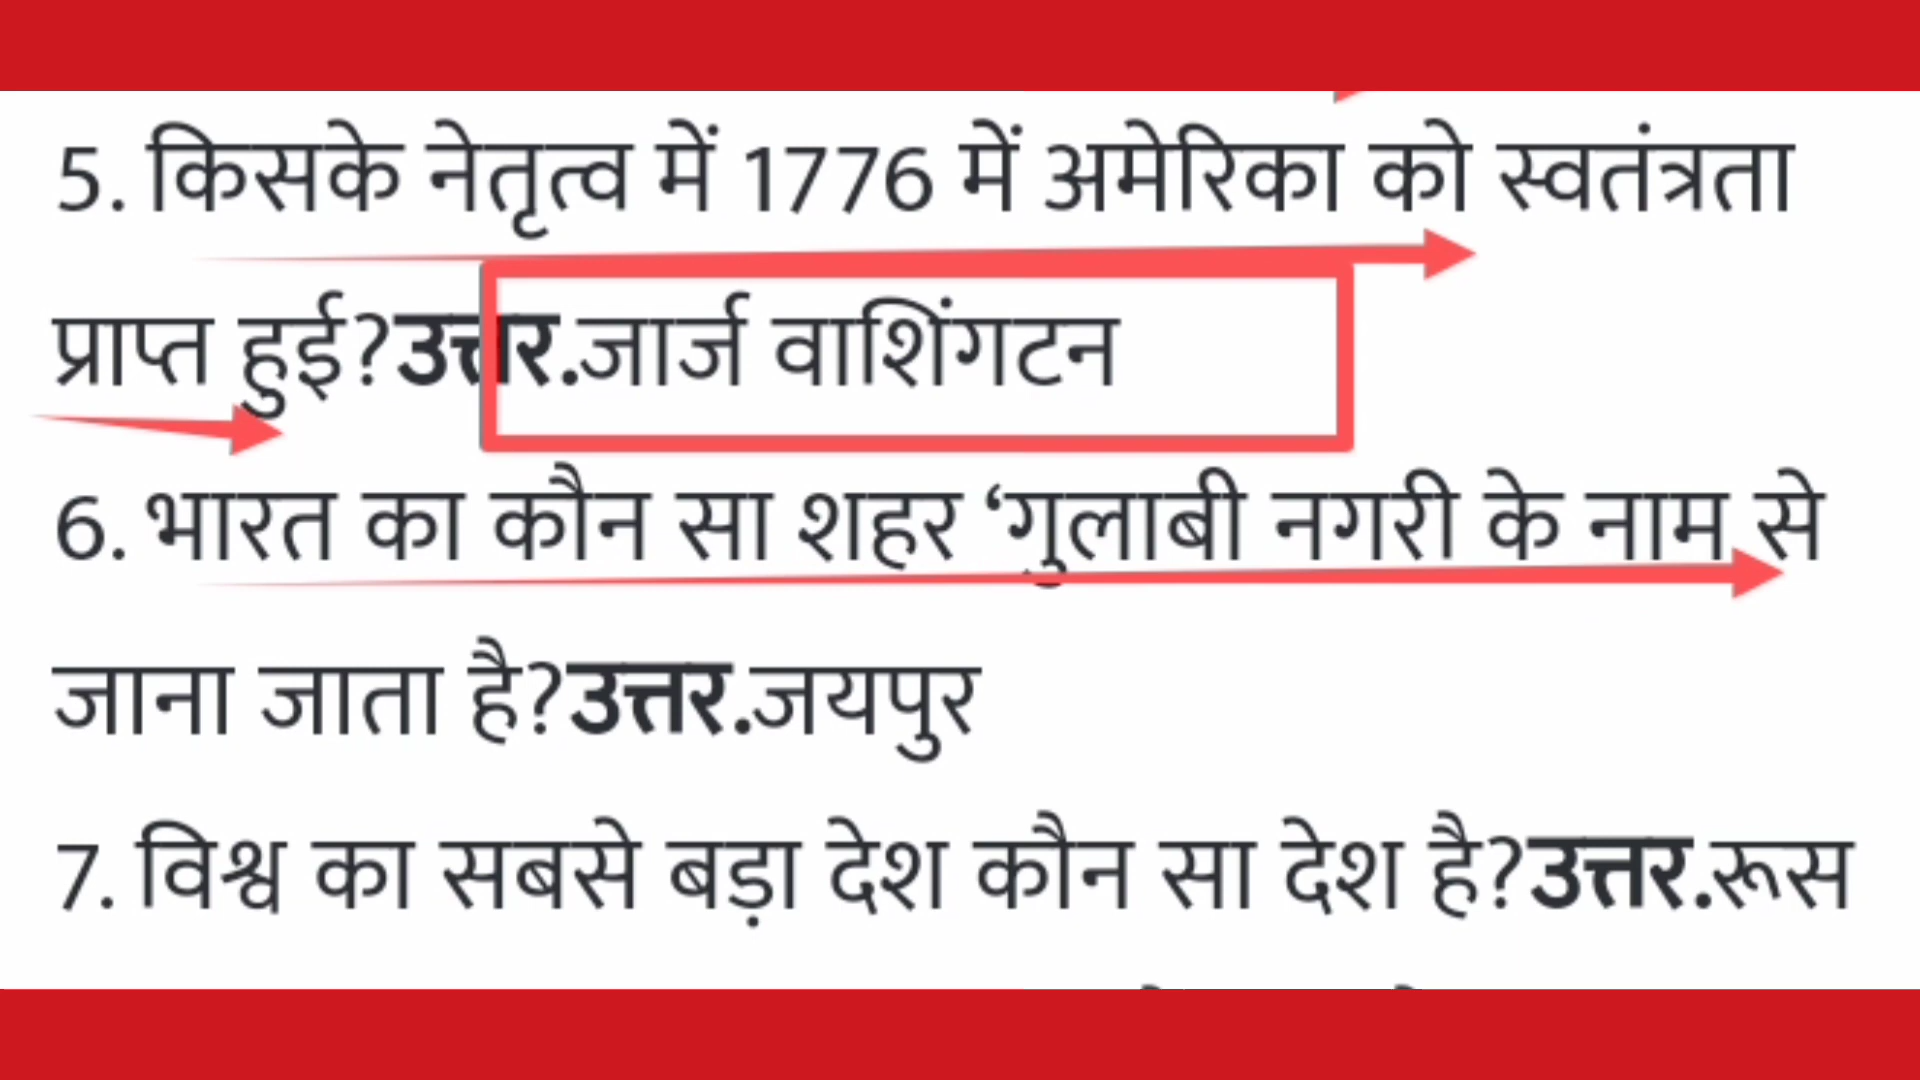 5. किसके नेतृत्व में 1776 में अमेरिका को स्वतंत्रता
प्राप्त हुई?उत्तर.जार्ज वाशिंगटन
6. भारत का कौन सा शहर ‘गुलाबी नगरी के नाम से
जाना जाता है?उत्तर.जयपुर
7. विश्व का सबसे बड़ा देश कौन सा देश है?उत्तर.रूस